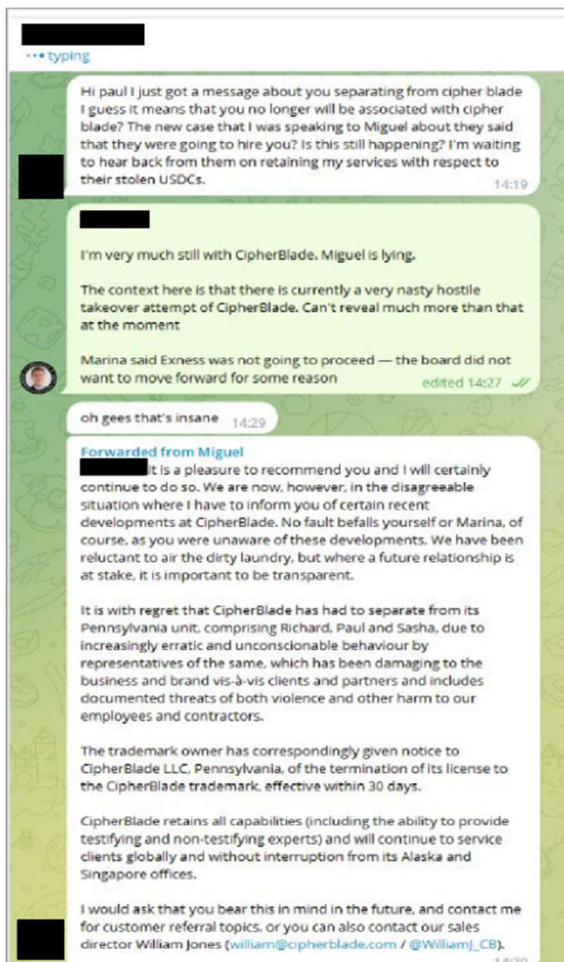 typing
Hi paul I just got a message about you separating from cipher blade
I guess it means that you no longer will be associated with cipher
blade? The new case that I was speaking to Miguel about they said
that they were going to hire you? Is this still happening? I'm waiting
to hear back from them on retaining my services with respect to
their stolen USDCs.
14:19
I'm very much still with CipherBlade. Miguel is lying.
The context here is that there is currently a very nasty hostile
takeover attempt of CipherBlade. Can't reveal much more than that
at the moment
Marina said Exness was not going to proceed — the board did not
want to move forward for some reason
edited 14:27
oh gees that's insane 14:29
Forwarded from Miguel
It is a pleasure to recommend you and I will certainly
continue to do so. We are now, however, in the disagreeable
situation where I have to inform you of certain recent
developments at CipherBlade. No fault befalls yourself or Marina, of
course, as you were unaware of these developments. We have been
reluctant to air the dirty laundry, but where a future relationship is
at stake, it is important to be transparent.
It is with regret that CipherBlade has had to separate from its
Pennsylvania unit, comprising Richard, Paul and Sasha, due to
increasingly erratic and unconscionable behaviour by
representatives of the same, which has been damaging to the
business and brand vis-à-vis clients and partners and includes
documented threats of both violence and other harm to our
employees and contractors.
The trademark owner has correspondingly given notice to
CipherBlade LLC, Pennsylvania, of the termination of its license to
the CipherBlade trademark, effective within 30 days.
CipherBlade retains all capabilities (including the ability to provide
testifying and non-testifying experts) and will continue to service
clients globally and without interruption from its Alaska and
Singapore offices.
I would ask that you bear this in mind in the future, and contact me
for customer referral topics, or you can also contact our sales
director William Jones (william@cipherblade.com / @WilliamJ_CB).